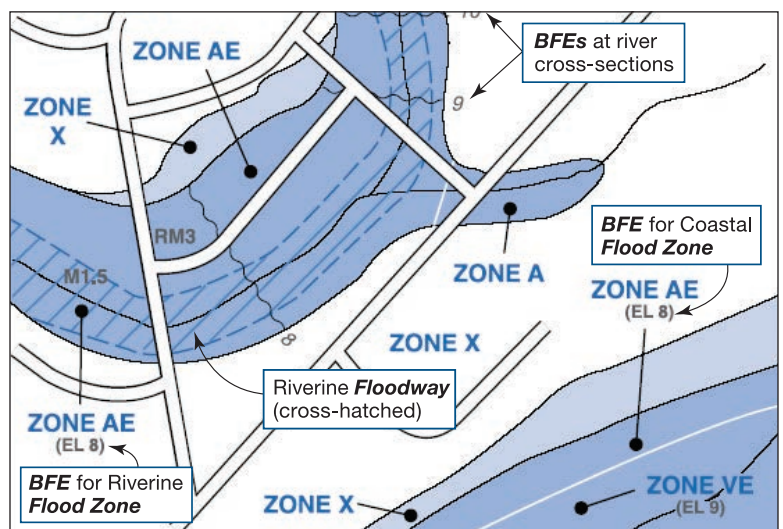 10
BFEs at river
cross-sections
ZONE AE
9
ZONE
X
RM3
BFE for Coastal
Flood Zone
ZONE A
M1.5
ZONE AE
(EL 8)
8
ZONE X
Riverine Floodway
(cross-hatched)
ZONE AE
(EL 8)
BFE for Riverine
Flood Zone
ZONE X
ZONE VE
(EL 9)